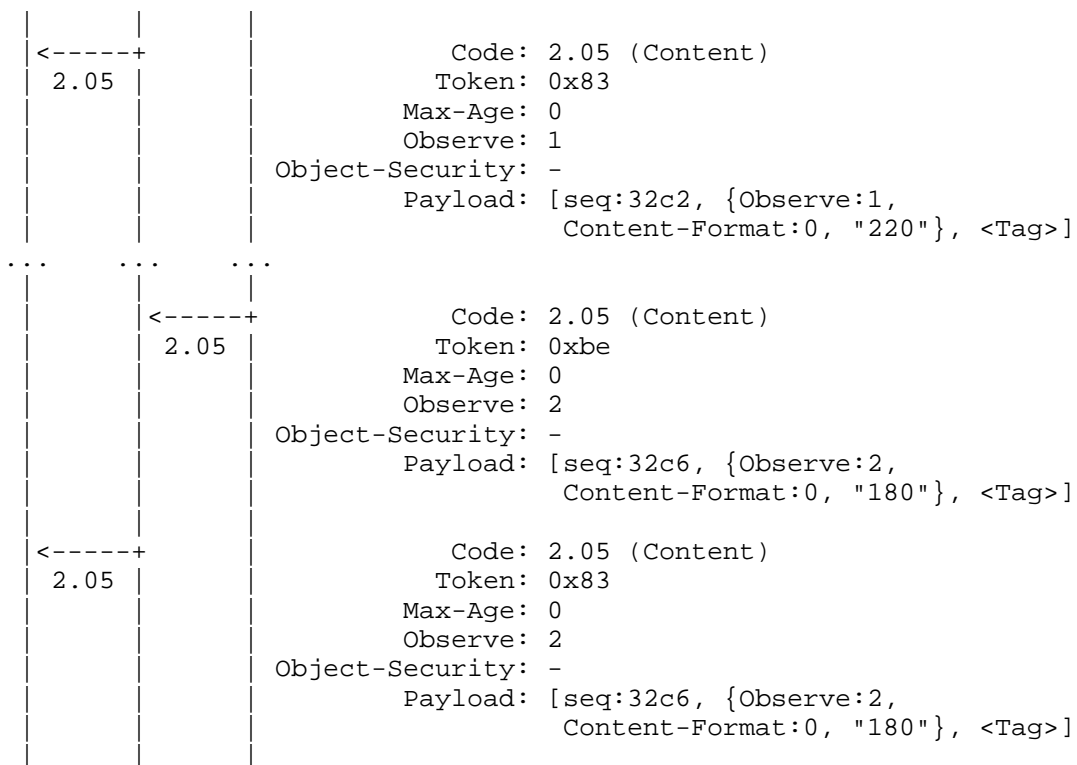 <-----+ Code: 2.05 (Content)
2.05 Token: 0x83
Max-Age: 0
Observe: 1
Object-Security: -
Payload: [seq:32c2, {Observe:1,
Content-Format:0, "220"}, <Tag>]
... ... ...
<-----+ Code: 2.05 (Content)
2.05 Token: 0xbe
Max-Age: 0
Observe: 2
Object-Security: -
Payload: [seq:32c6, {Observe:2,
Content-Format:0, "180"}, <Tag>]
<-----+ Code: 2.05 (Content)
2.05 Token: 0x83
Max-Age: 0
Observe: 2
Object-Security: -
Payload: [seq:32c6, {Observe:2,
Content-Format:0, "180"}, <Tag>]